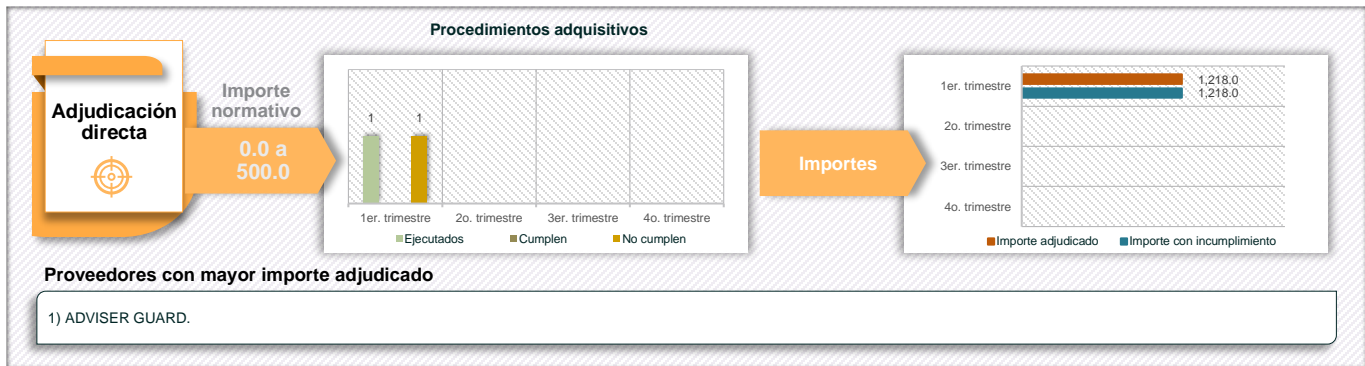 Procedimientos adquisitivos
Adjudicación
directa
Importe
normativo
0.0 a
500.0
1 1
1er. trimestre 2o. trimestre 3er. trimestre 4o. trimestre
Ejecutados Cumplen No cumplen
Importes
1er. trimestre
1,218.0
1,218.0
2o. trimestre
3er. trimestre
4o. trimestre
Importe adjudicado Importe con incumplimiento
Proveedores con mayor importe adjudicado
1) ADVISER GUARD.